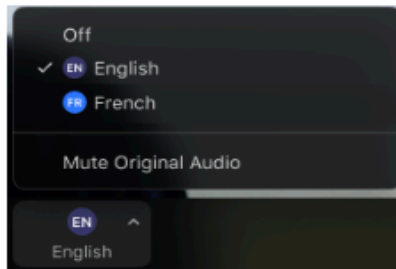 Off
EN English
FR French
Mute Original Audio
EN
English